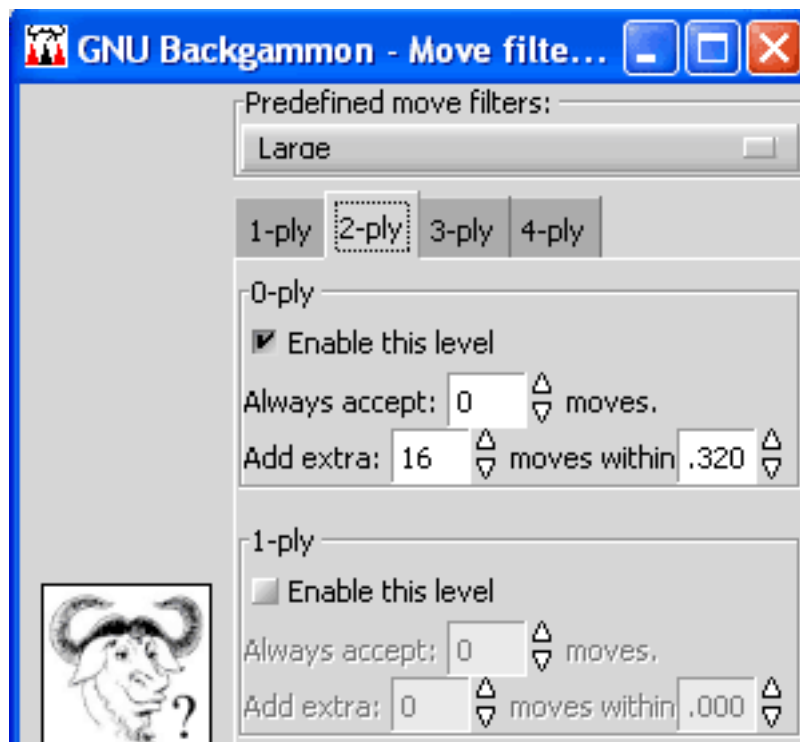 GNU Backgammon - Move filte...
Predefined move filters:
Large
1-ply 2-ply 3-ply 4-ply
0-ply
Enable this level
Always accept: 0 moves.
Add extra: 16 moves within .320
1-ply
Enable this level
Always accept: 0 moves.
Add extra: 0 moves within .000
?